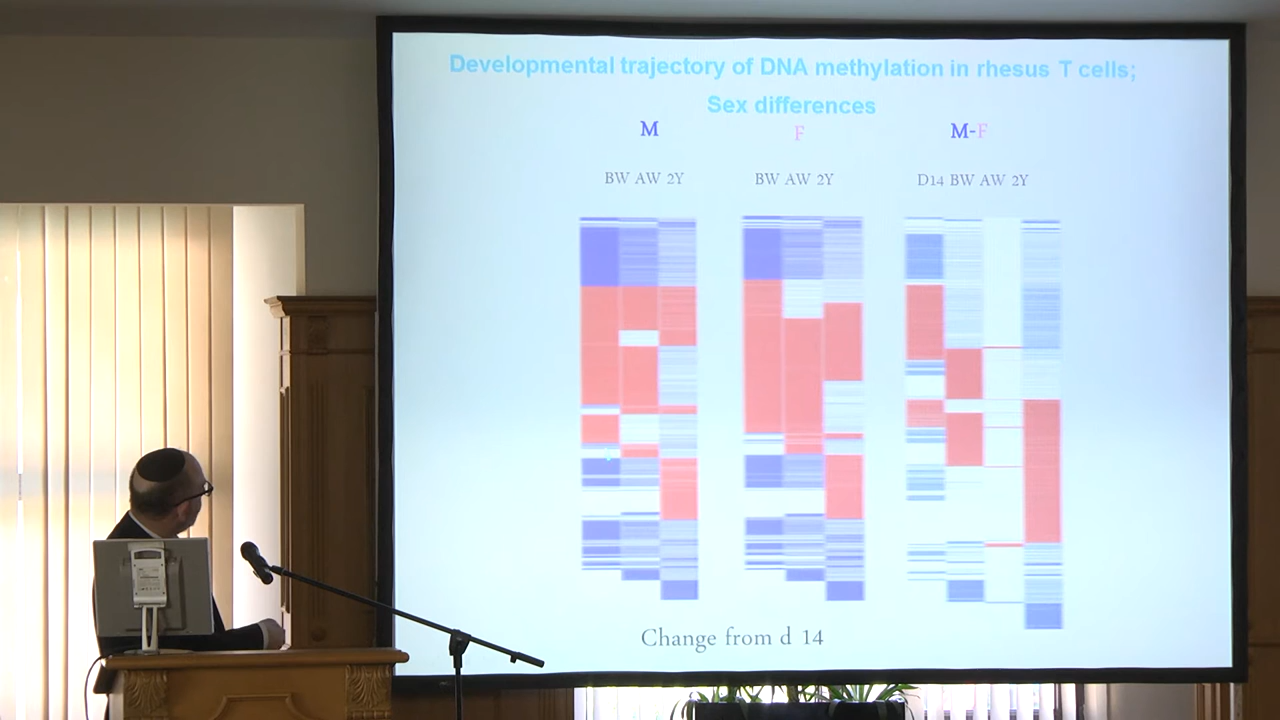 Developmental trajectory of DNA methylation in rhesus T cells;
Sex differences
M F M-F
BW AW 2Y BW AW 2Y D14 BW AW 2Y
Change from d 14